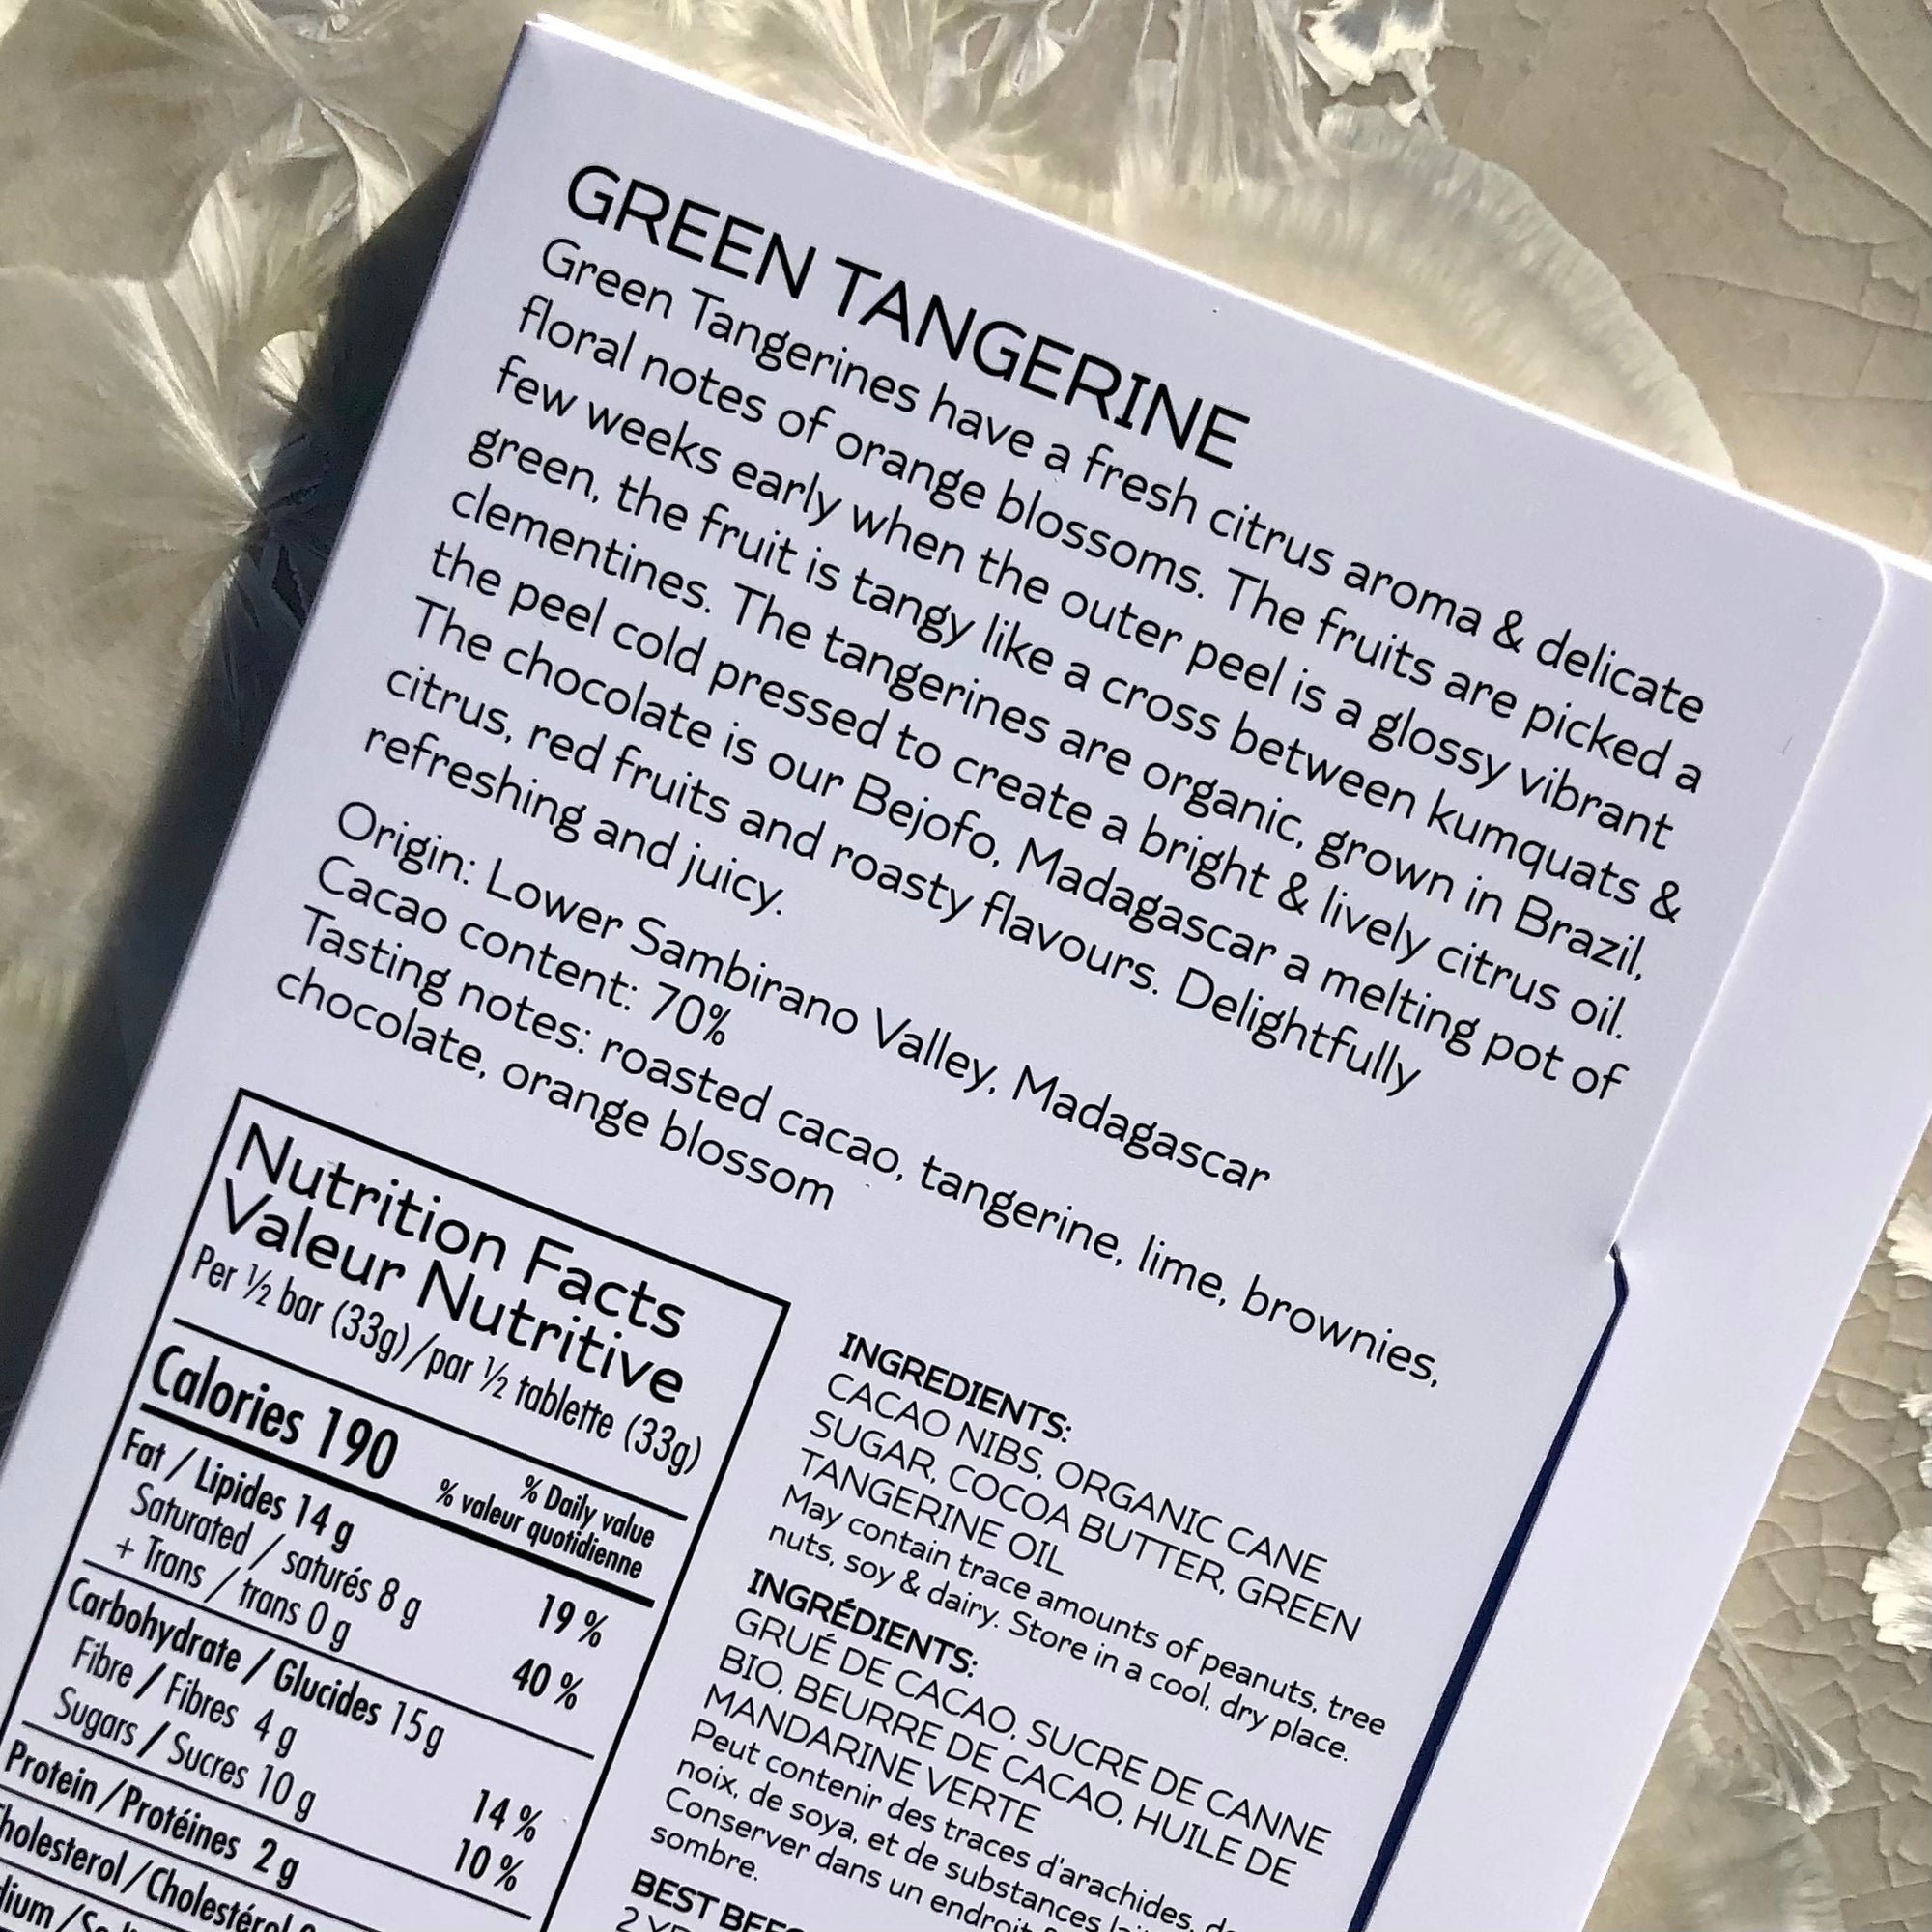 GREEN TANGERINE
Green Tangerines have a fresh citrus aroma & delicate
floral notes of orange blossoms. The fruits are picked a
few weeks early when the outer peel is a glossy vibrant
green, the fruit is tangy like a cross between kumquats &
clementines. The tangerines are organic, grown in Brazil,
the peel cold pressed to create a bright & lively citrus oil.
The chocolate is our Bejofo, Madagascar a melting pot of
citrus, red fruits and roasty flavours. Delightfully
refreshing and juicy.
Origin: Lower Sambirano Valley, Madagascar
Cacao content: 70%
Tasting notes: roasted cacao, tangerine, lime, brownies,
chocolate, orange blossom
Nutrition Facts
Valeur Nutritive
Per ½ bar (33g)/par ½ tablette (33g)
Calories 190
% Daily value
% valeur quotidienne
Fat / Lipides 14 g 19 %
Saturated / saturés 8 g
+ Trans / trans 0 g 40 %
Carbohydrate / Glucides 15g
Fibre / Fibres 4 g 14 %
Sugars / Sucres 10 g 10 %
Protein /Protéines 2 g
/Cholestérol
INGREDIENTS:
CACAO NIBS, ORGANIC CANE
SUGAR, COCOA BUTTER, GREEN
TANGERINE OIL
May contain trace amounts of peanuts, tree
nuts, soy & dairy. Store in a cool, dry place.
INGRÉDIENTS:
GRUÉ DE CACAO, SUCRE DE CANNE
BIO, BEURRE DE CACAO, HUILE DE
MANDARINE VERTE
Peut contenir des traces d'arachides, de
noix, de soya, et de substances
Conserver dans un endroit
sombre.
BEST
2